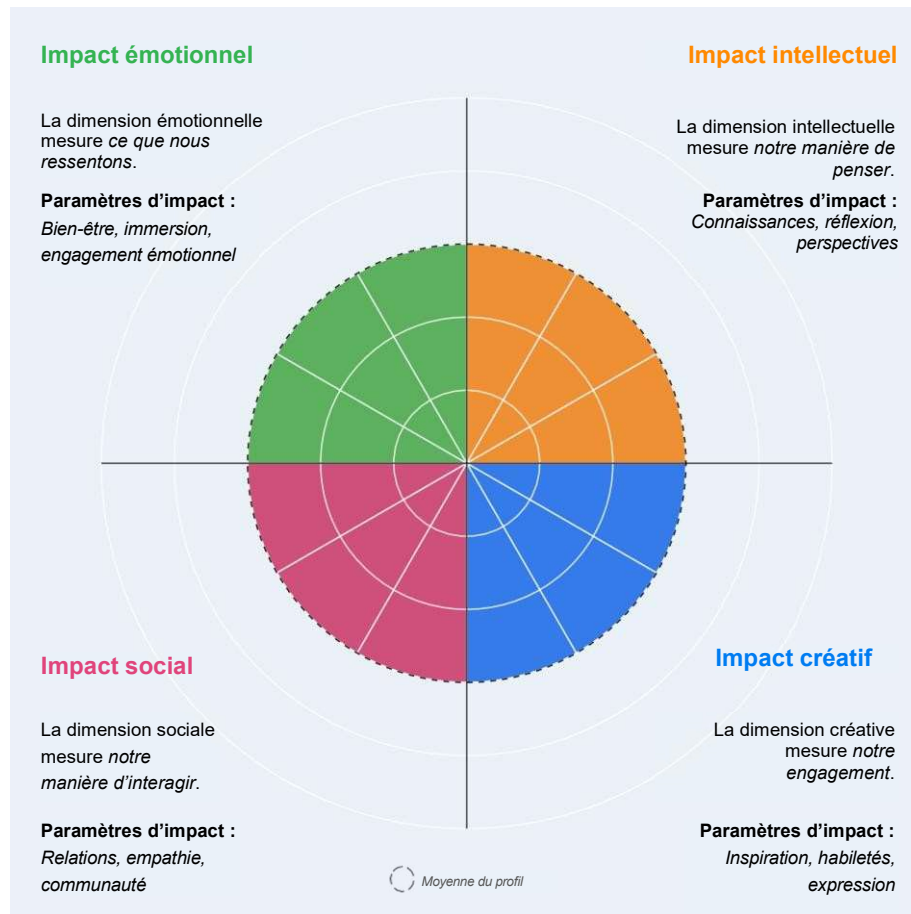 Impact émotionnel
La dimension émotionnelle
mesure ce que nous
ressentons.
Paramètres d’impact :
Bien-être, immersion,
engagement émotionnel
Impact intellectuel
La dimension intellectuelle
mesure notre manière de
penser.
Paramètres d’impact :
Connaissances, réflexion,
perspectives
Impact social
La dimension sociale
mesure notre
manière d’interagir.
Paramètres d’impact :
Relations, empathie,
communauté
Impact créatif
La dimension créative
mesure notre
engagement.
Paramètres d’impact :
Inspiration, habiletés,
expression
Moyenne du profil